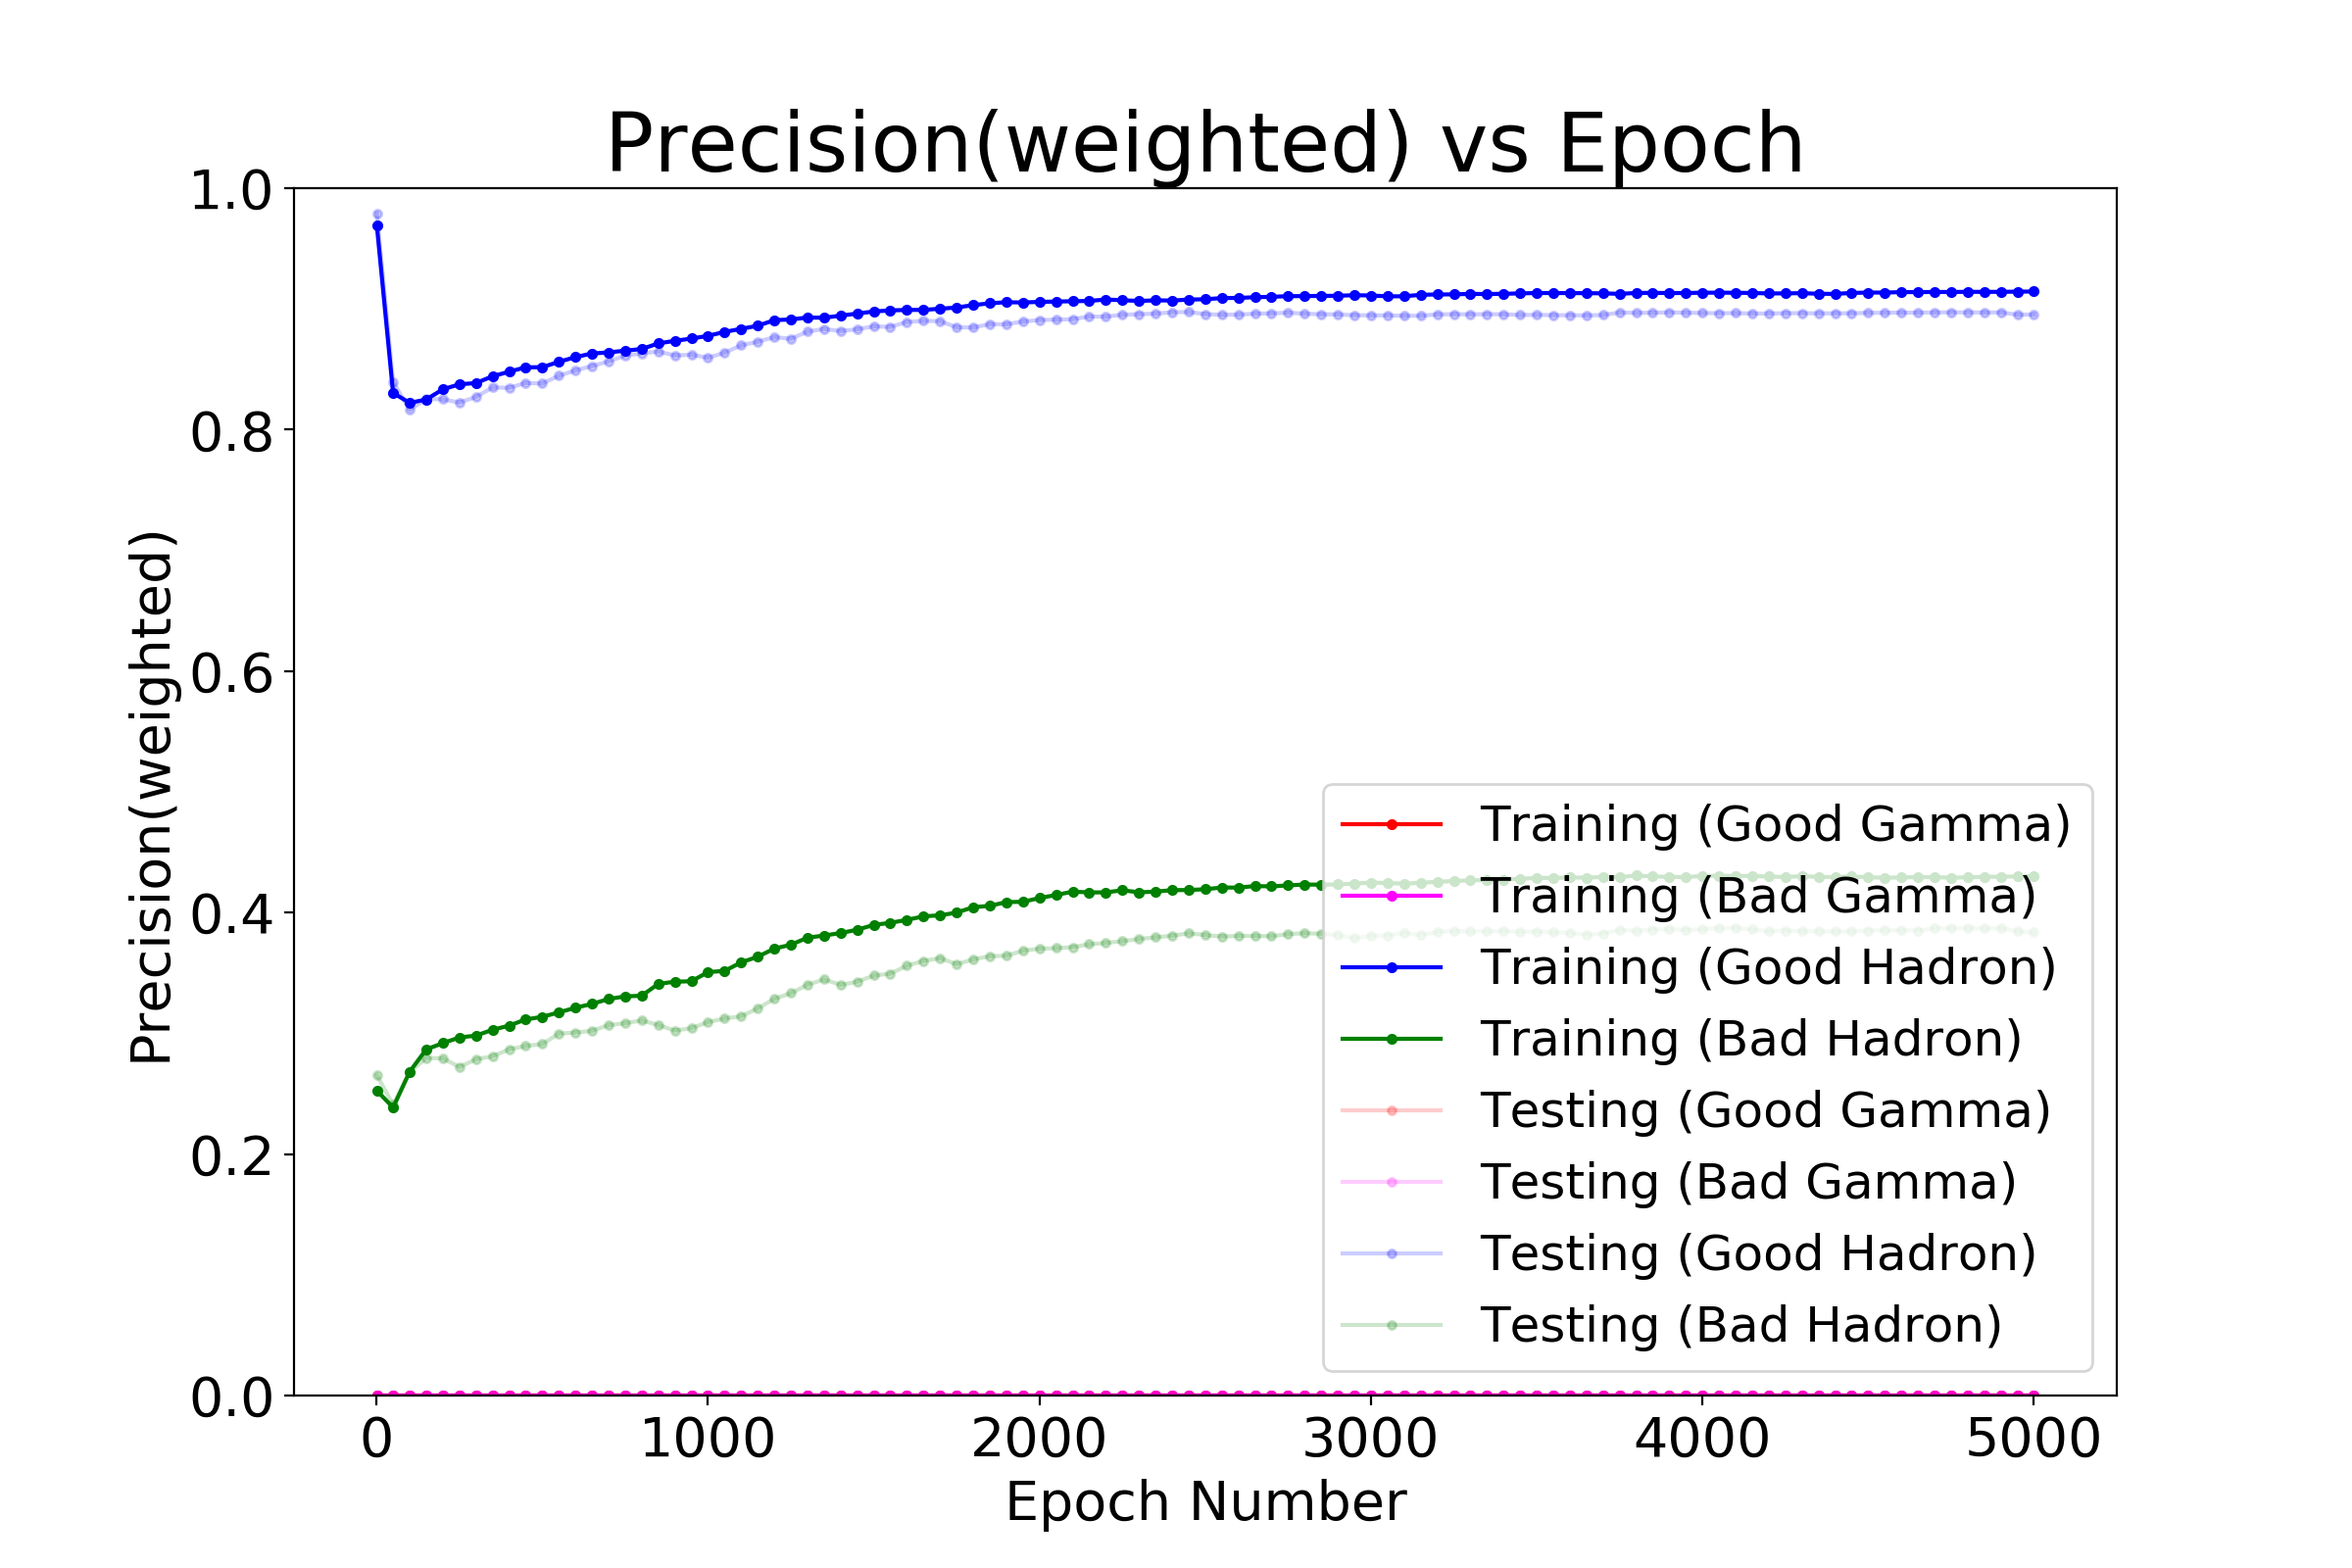 Precision(weighted) vs Epoch
Precision(weighted)
1.0
0.8
0.6
0.4
0.2
0.0
Training (Good Gamma)
Training (Bad Gamma)
Training (Good Hadron)
Training (Bad Hadron)
Testing (Good Gamma)
Testing (Bad Gamma)
Testing (Good Hadron)
Testing (Bad Hadron)
0 1000 2000 3000 4000 5000
Epoch Number